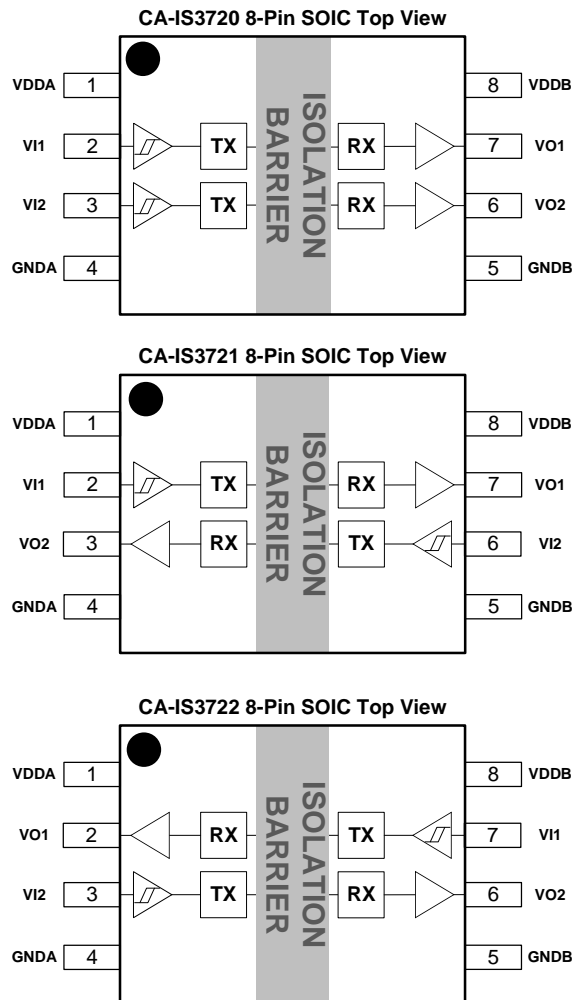 CA-IS3720 8-Pin SOIC Top View
VDDA 1 8 VDDB
VI1 2 TX RX 7 VO1
VI2 3 TX RX 6 VO2
GNDA 4 5 GNDB
ISOLATION
BARRIER
CA-IS3721 8-Pin SOIC Top View
VDDA 1 8 VDDB
VI1 2 TX RX 7 VO1
VO2 3 RX TX 6 VI2
GNDA 4 5 GNDB
ISOLATION
BARRIER
CA-IS3722 8-Pin SOIC Top View
VDDA 1 8 VDDB
VO1 2 RX TX 7 VI1
VI2 3 TX RX 6 VO2
GNDA 4 5 GNDB
ISOLATION
BARRIER